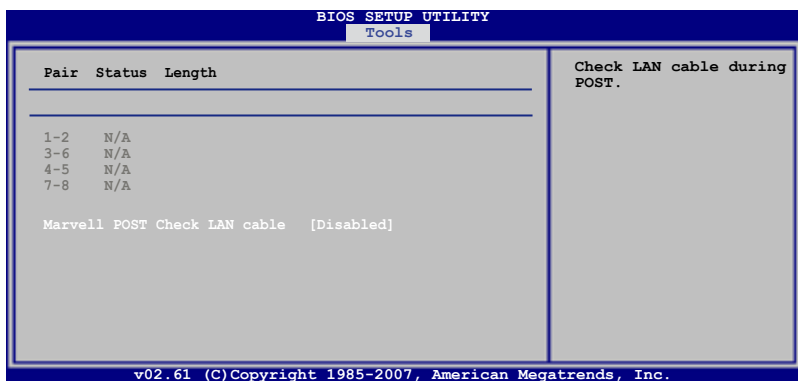 BIOS SETUP UTILITY
Tools
Pair Status Length
1-2 N/A
3-6 N/A
4-5 N/A
7-8 N/A
Marvell POST Check LAN cable [Disabled]
Check LAN cable during
POST.
v02.61 (C)Copyright 1985-2007, American Megatrends, Inc.